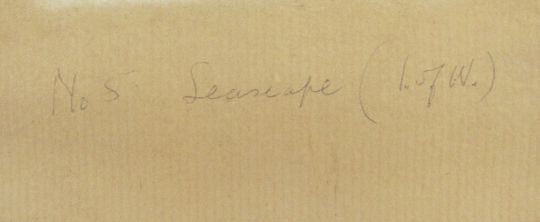 No 5 Seascape (I. of W.)